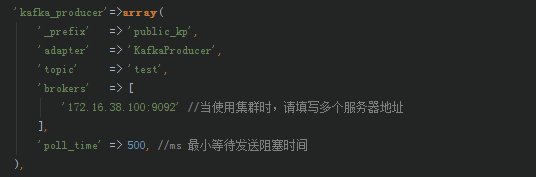 'kafka_producer'=>array(
'_prefix' => 'public_kp',
'adapter' => 'KafkaProducer',
'topic' => 'test',
'brokers' => [
'172.16.38.100:9092' //当使用集群时，请填写多个服务器地址
],
'poll_time' => 500, //ms 最小等待发送阻塞时间
),